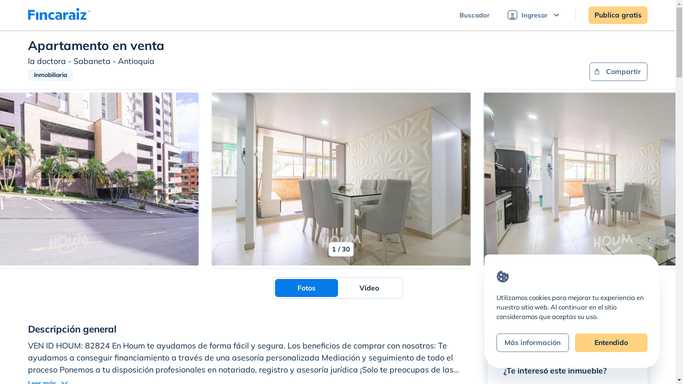 Fincaraiz
Buscador
Ingresar
Publica gratis
Apartamento en venta
la doctora - Sabaneta - Antioquia
Inmobiliaria
Compartir
HOUM
HOUM
HOUM
1 / 30
Fotos
Video
Descripción general
VEN ID HOUM: 82824 En Houm te ayudamos de forma fácil y segura. Los beneficios de comprar con nosotros: Te
ayudamos a conseguir financiamiento a través de una asesoría personalizada Mediación y seguimiento de todo el
proceso Ponemos a tu disposición profesionales en notariado, registro y asesoría jurídica ¡Solo te preocupas de las...
Leer más
Utilizamos cookies para mejorar tu experiencia en
nuestro sitio web. Al continuar en el sitio
consideramos que aceptas su uso.
Más información
Entendido
¿Te interesó este inmueble?